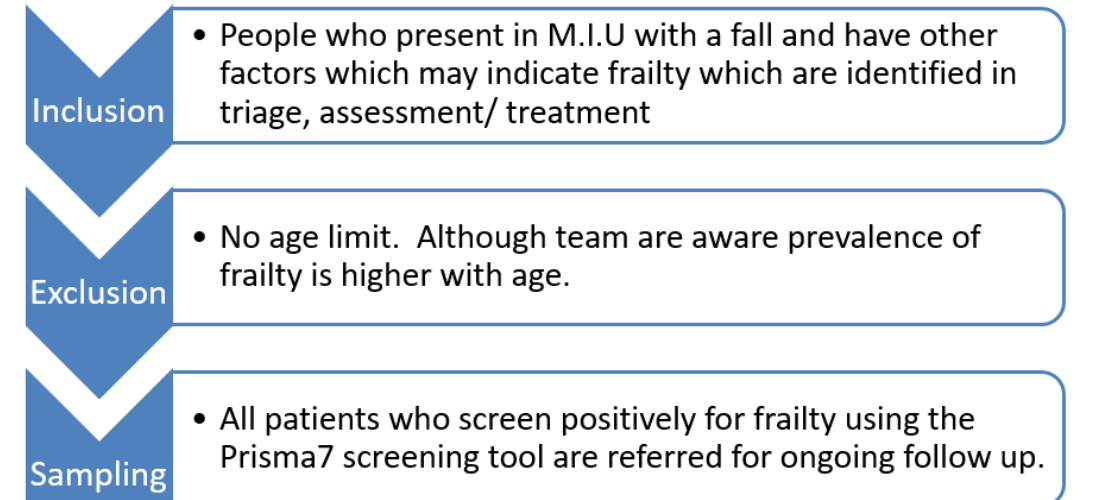 Inclusion
• People who present in M.I.U with a fall and have other
factors which may indicate frailty which are identified in
triage, assessment/ treatment
Exclusion
• No age limit.  Although team are aware prevalence of
frailty is higher with age.
Sampling
• All patients who screen positively for frailty using the
Prisma7 screening tool are referred for ongoing follow up.